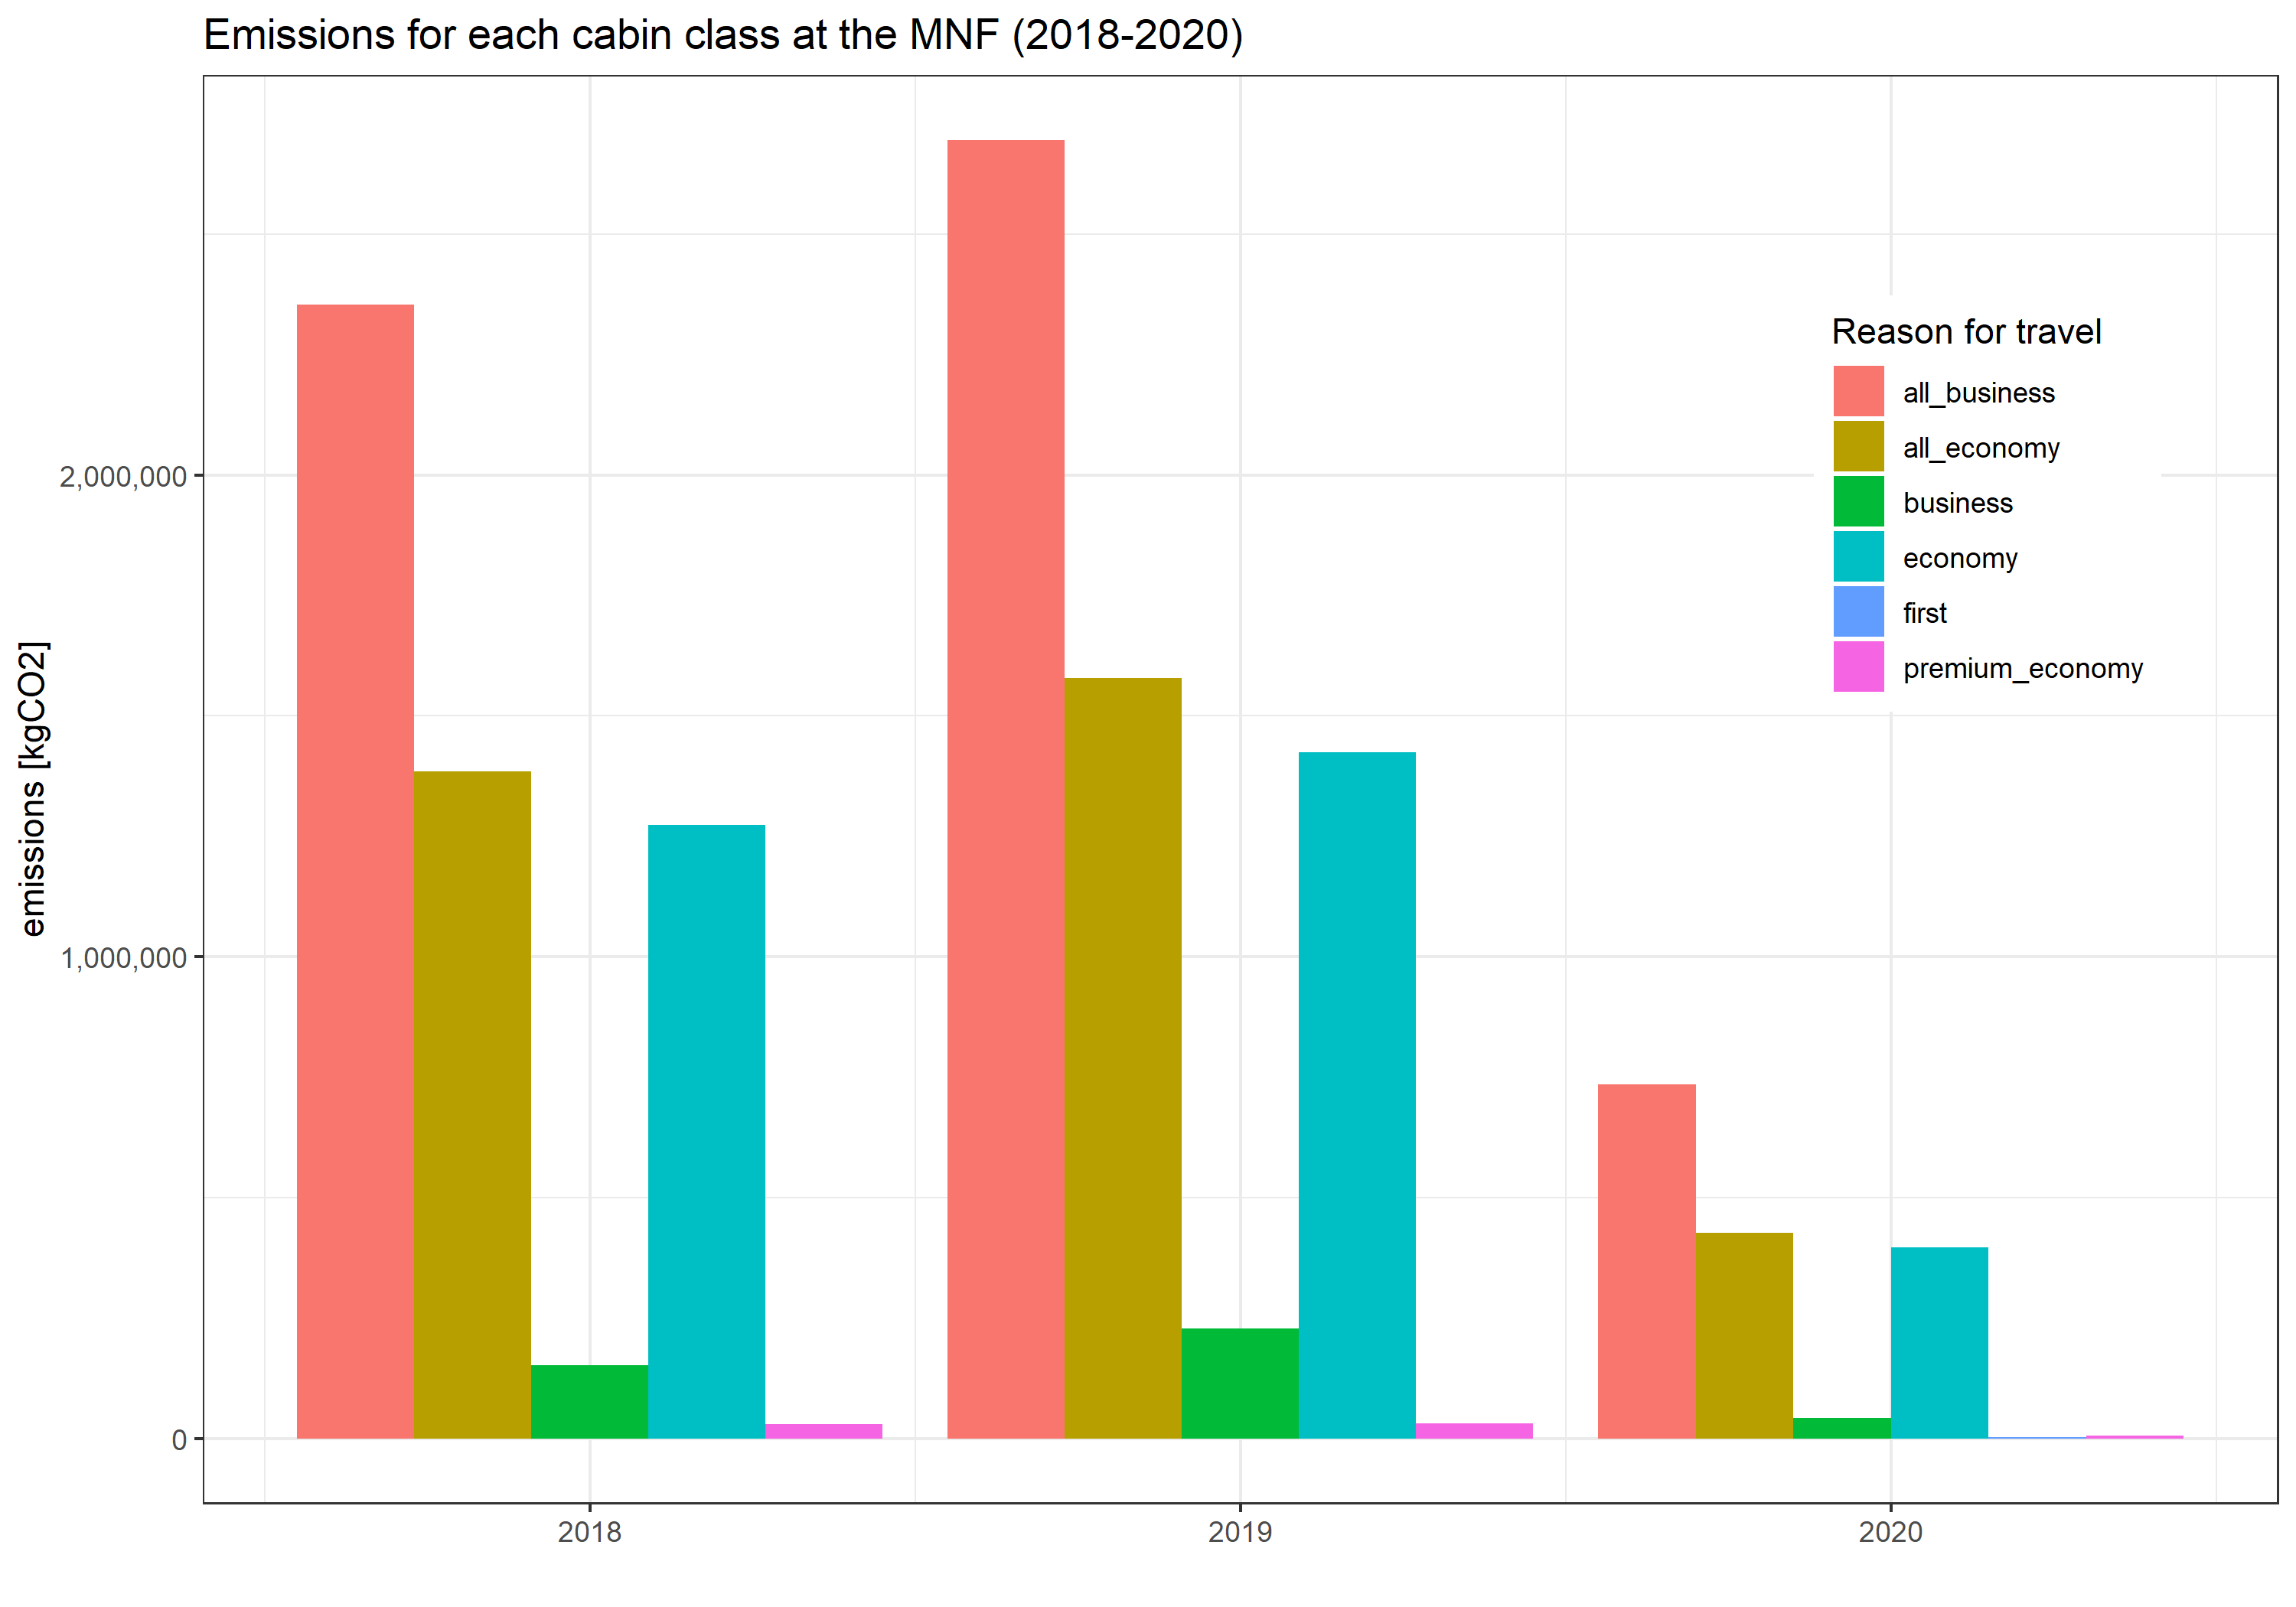 Emissions for each cabin class at the MNF (2018-2020)
emissions [kgCO2]
2,000,000
1,000,000
0
Reason for travel
all_business
all_economy
business
economy
first
premium_economy
2018
2019
2020